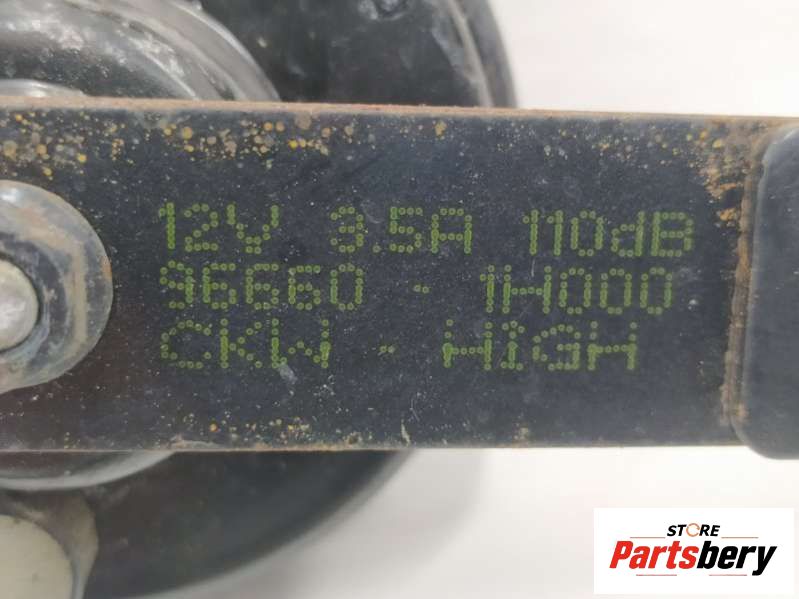 12V 3.5A 110dB
96660 - 1H000
CKW - HIGH
STORE
Partsbery